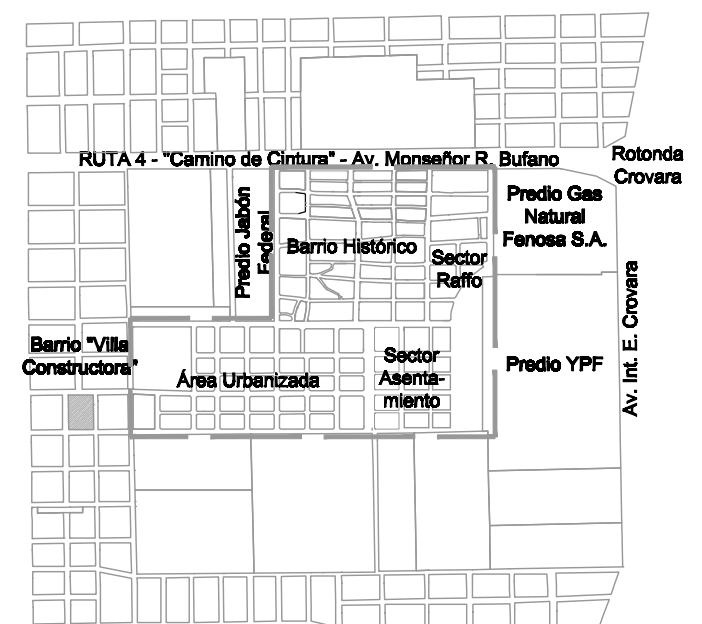 RUTA 4 - "Camino de Cintura" - Av. Monseñor R. Bufano
Rotonda
Crovara
Predio Jabón
Federal
Predio Gas
Natural
Fenosa S.A.
Barrio Histórico
Sector
Raffo
Av. Int. E. Crovara
Barrio "Villa
Constructora"
Área Urbanizada
Sector
Asenta-
miento
Predio YPF